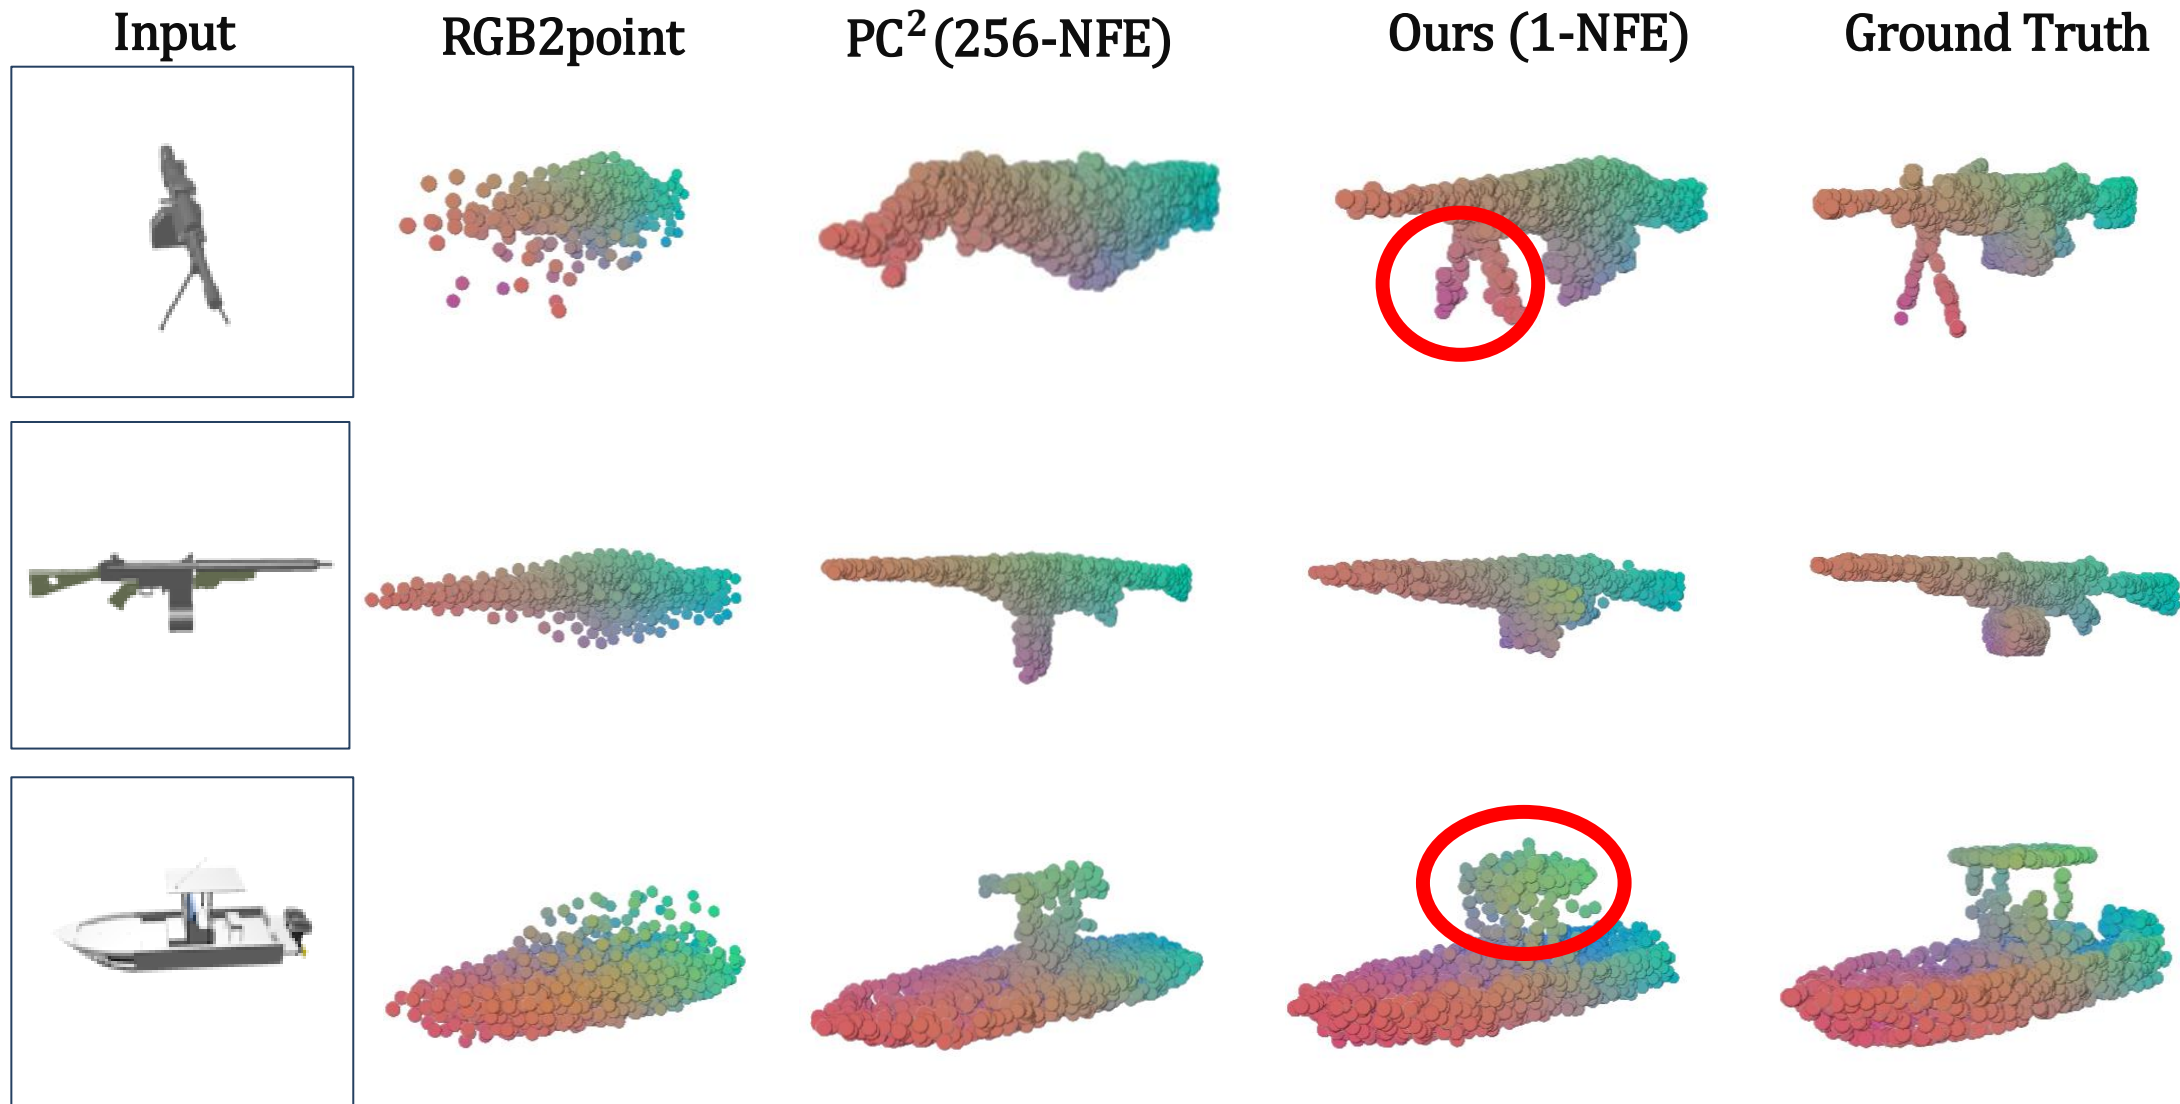 Input RGB2point PC² (256-NFE) Ours (1-NFE) Ground Truth